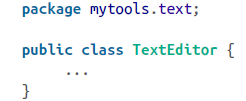 package mytools.text;
public class TextEditor {
...
}